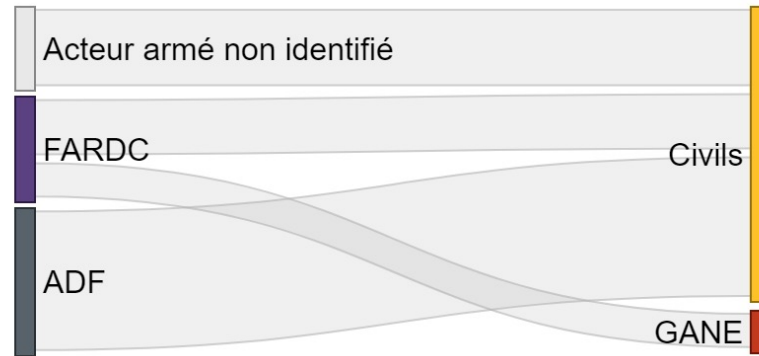 Acteur armé non identifié
FARDC
Civils
ADF
GANE